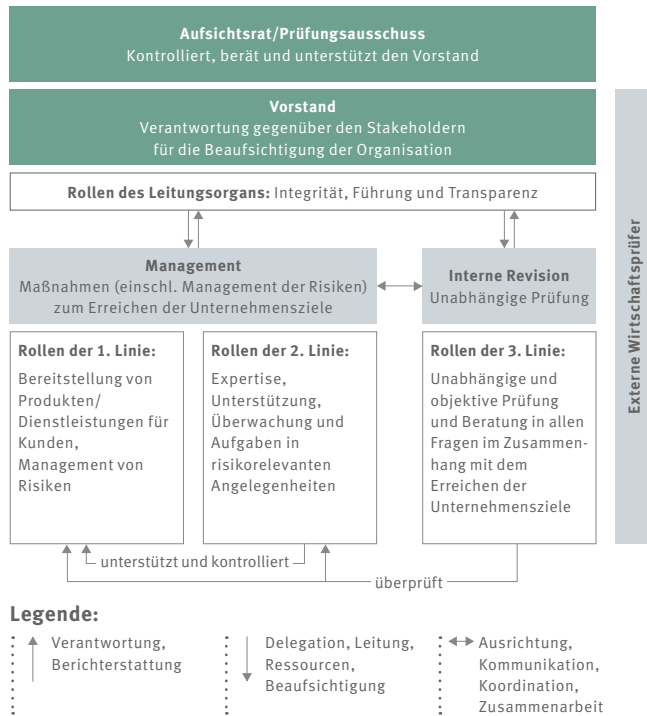 Aufsichtsrat/Prüfungsausschuss
Kontrolliert, berät und unterstützt den Vorstand
Vorstand
Verantwortung gegenüber den Stakeholdern
für die Beaufsichtigung der Organisation
Rollen des Leitungsorgans: Integrität, Führung und Transparenz
Management
Maßnahmen (einschl. Management der Risiken)
zum Erreichen der Unternehmensziele
Interne Revision
Unabhängige Prüfung
Rollen der 1. Linie:
Bereitstellung von
Produkten/
Dienstleistungen für
Kunden,
Management von
Risiken
Rollen der 2. Linie:
Expertise,
Unterstützung,
Überwachung und
Aufgaben in
risikorelevanten
Angelegenheiten
Rollen der 3. Linie:
Unabhängige und
objektive Prüfung
und Beratung in allen
Fragen im Zusammen-
hang mit dem
Erreichen der
Unternehmensziele
Externe Wirtschaftsprüfer
unterstützt und kontrolliert
überprüft
Legende:
Verantwortung,
Berichterstattung
Delegation, Leitung,
Ressourcen,
Beaufsichtigung
Ausrichtung,
Kommunikation,
Koordination,
Zusammenarbeit